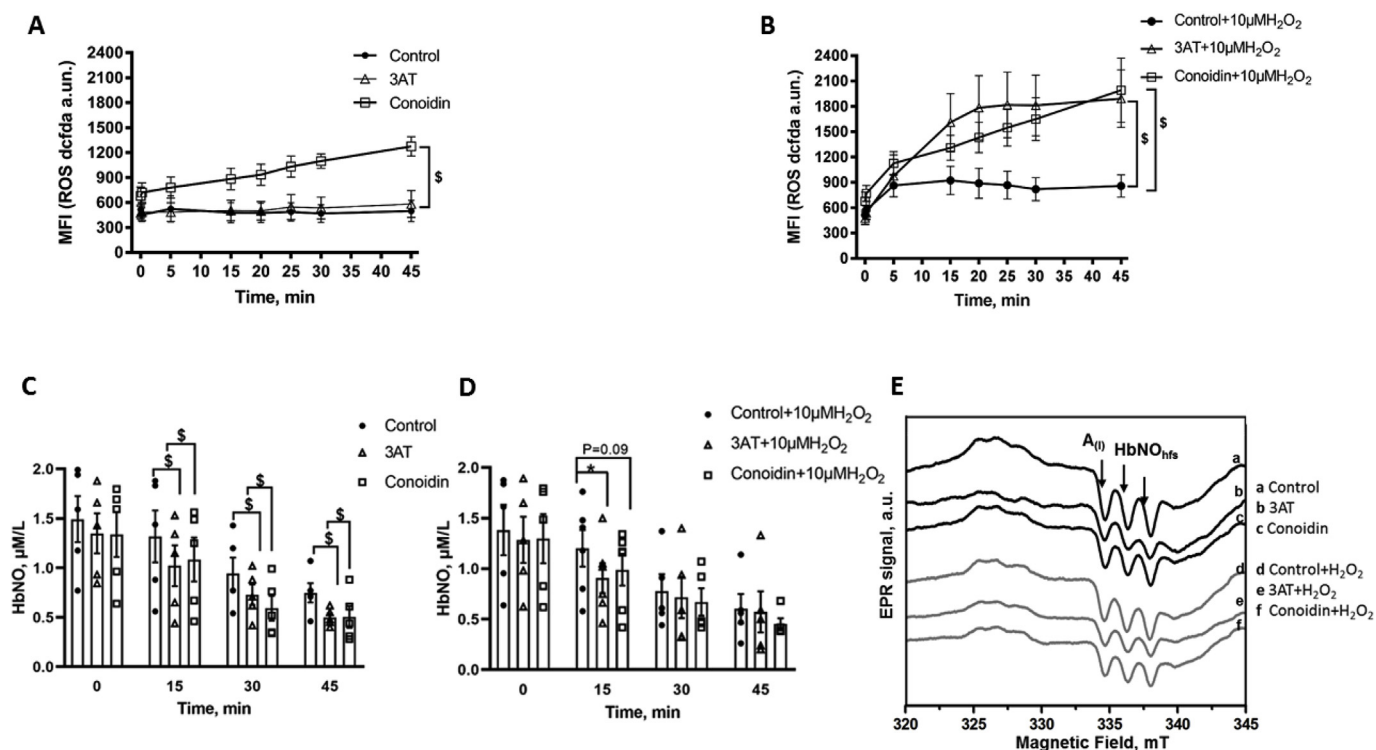 A
MFI (ROS dcfda a.un.)
2400
2100
1800
1500
1200
900
600
300
0
0 5 10 15 20 25 30 35 40 45
Time, min
Control
3AT
Conoidin
$
B
MFI (ROS dcfda a.un.)
2400
2100
1800
1500
1200
900
600
300
0 5 10 15 20 25 30 35 40 45
Time, min
Control+10μMH₂O₂
3AT+10μMH₂O₂
Conoidin+10μMH₂O₂
$
$
C
HbNO, μM/L
2.0
1.5
1.0
0.5
0.0
0 15 30 45
Time, min
Control
3AT
Conoidin
$
$
$
$
$
$
D
HbNO, μM/L
2.0
1.5
1.0
0.5
0.0
0 15 30 45
Time, min
Control+10μMH₂O₂
3AT+10μMH₂O₂
Conoidin+10μMH₂O₂
P=0.09
*
E
EPR signal, a.u.
A(I)
HbNOhfs
a
b
c
d
e
f
a Control
b 3AT
c Conoidin
d Control+H₂O₂
e 3AT+H₂O₂
f Conoidin+H₂O₂
320 325 330 335 340 345
Magnetic Field, mT